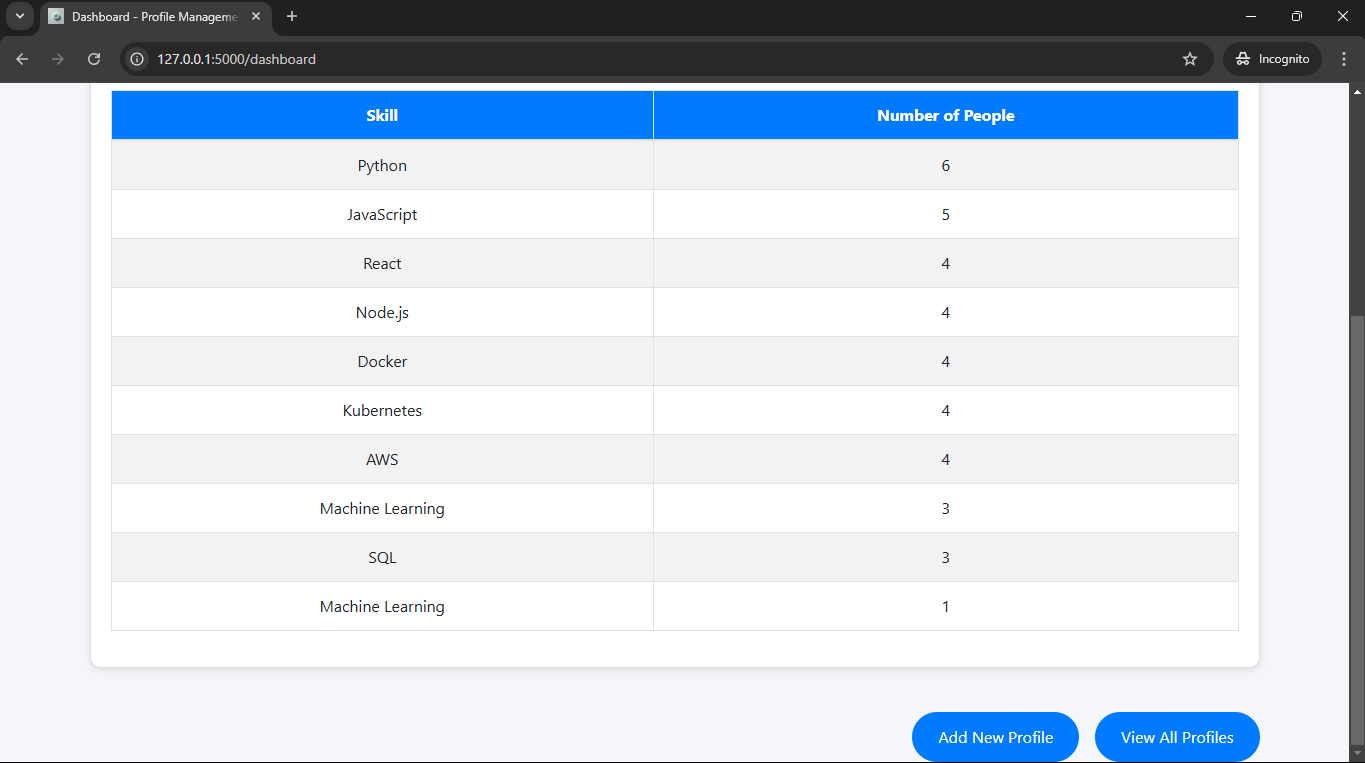 Dashboard - Profile Manageme
127.0.0.1:5000/dashboard
Incognito
Skill Number of People
Python 6
JavaScript 5
React 4
Node.js 4
Docker 4
Kubernetes 4
AWS 4
Machine Learning 3
SQL 3
Machine Learning 1
Add New Profile View All Profiles